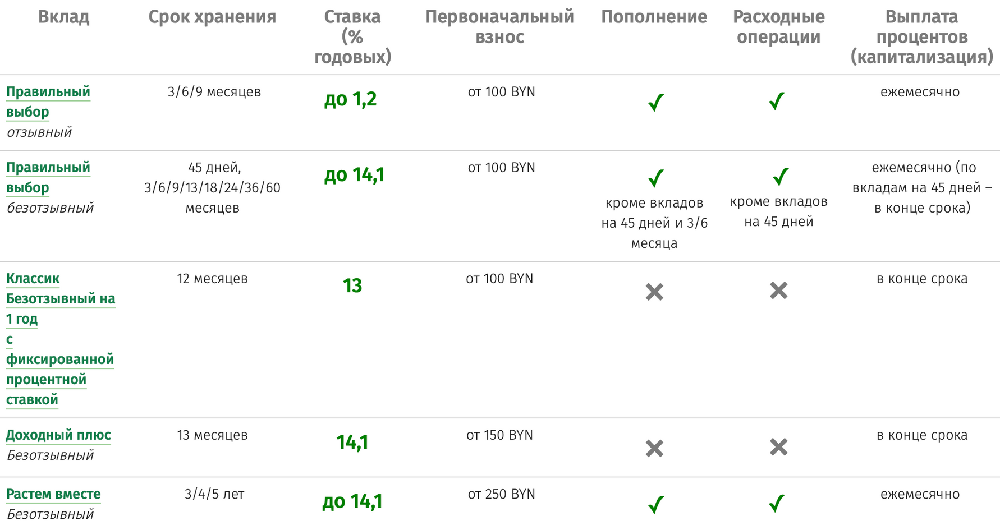 Вклад
Срок хранения
Ставка
(%
годовых)
Первоначальный
взнос
Пополнение
Расходные
операции
Выплата
процентов
(капитализация)
Правильный
выбор
отзывный
3/6/9 месяцев
до 1,2
от 100 BYN
ежемесячно
Правильный
выбор
безотзывный
45 дней,
3/6/9/13/18/24/36/60
месяцев
до 14,1
от 100 BYN
кроме вкладов
на 45 дней и 3/6
месяца
кроме вкладов
на 45 дней
ежемесячно (по
вкладам на 45 дней –
в конце срока)
Классик
Безотзывный на
1 год
с
фиксированной
процентной
ставкой
12 месяцев
13
от 100 BYN
в конце срока
Доходный плюс
Безотзывный
13 месяцев
14,1
от 150 BYN
в конце срока
Растем вместе
Безотзывный
3/4/5 лет
до 14,1
от 250 BYN
ежемесячно